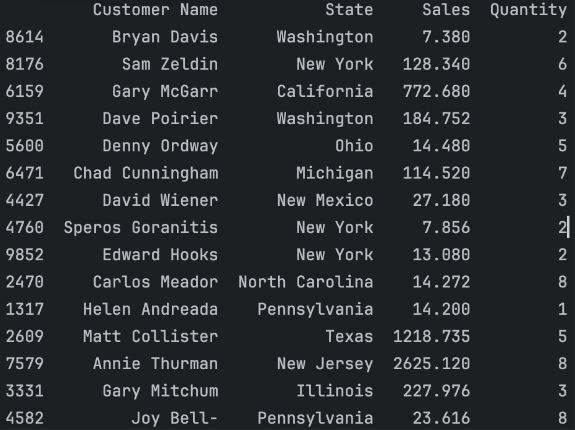 Customer Name State Sales Quantity
8614 Bryan Davis Washington 7.380 2
8176 Sam Zeldin New York 128.340 6
6159 Gary McGarr California 772.680 4
9351 Dave Poirier Washington 184.752 3
5600 Denny Ordway Ohio 14.480 5
6471 Chad Cunningham Michigan 114.520 7
4427 David Wiener New Mexico 27.180 3
4760 Speros Goranitis New York 7.856 2
9852 Edward Hooks New York 13.080 2
2470 Carlos Meador North Carolina 14.272 8
1317 Helen Andreada Pennsylvania 14.200 1
2609 Matt Collister Texas 1218.735 5
7579 Annie Thurman New Jersey 2625.120 8
3331 Gary Mitchum Illinois 227.976 3
4582 Joy Bell- Pennsylvania 23.616 8